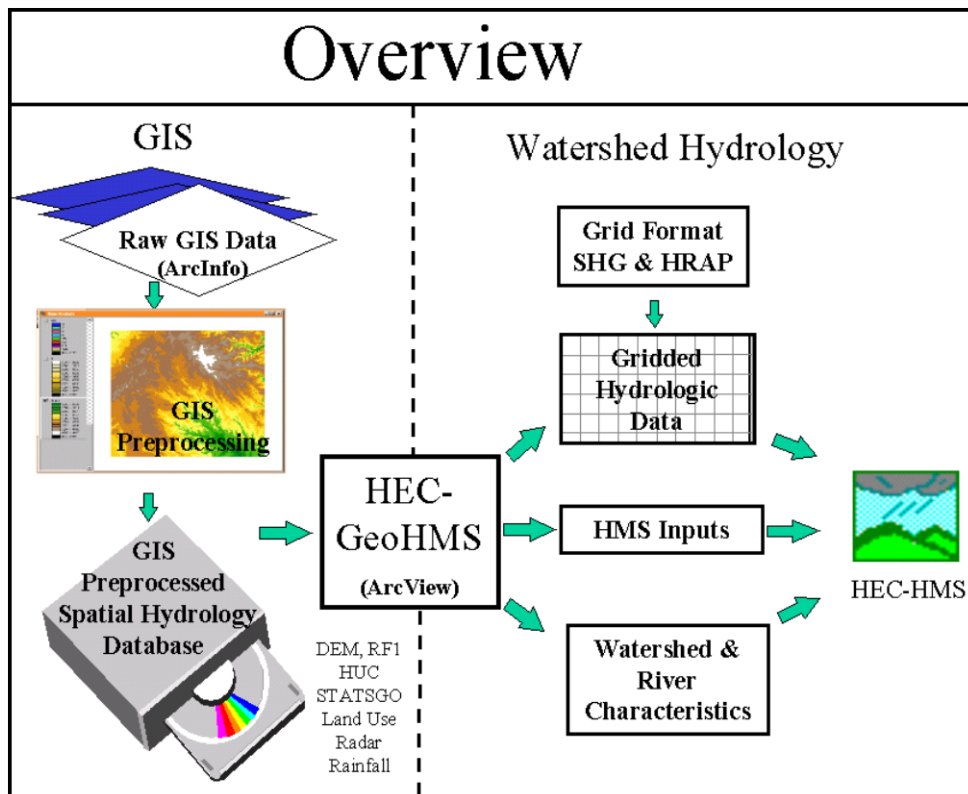 Overview
GIS
Raw GIS Data
(ArcInfo)
GIS
Preprocessing
GIS
Preprocessed
Spatial Hydrology
Database
DEM, RF1
HUC
STATSGO
Land Use
Radar
Rainfall
HEC-
GeoHMS
(ArcView)
Watershed Hydrology
Grid Format
SHG & HRAP
Gridded
Hydrologic
Data
HMS Inputs
Watershed &
River
Characteristics
HEC-HMS